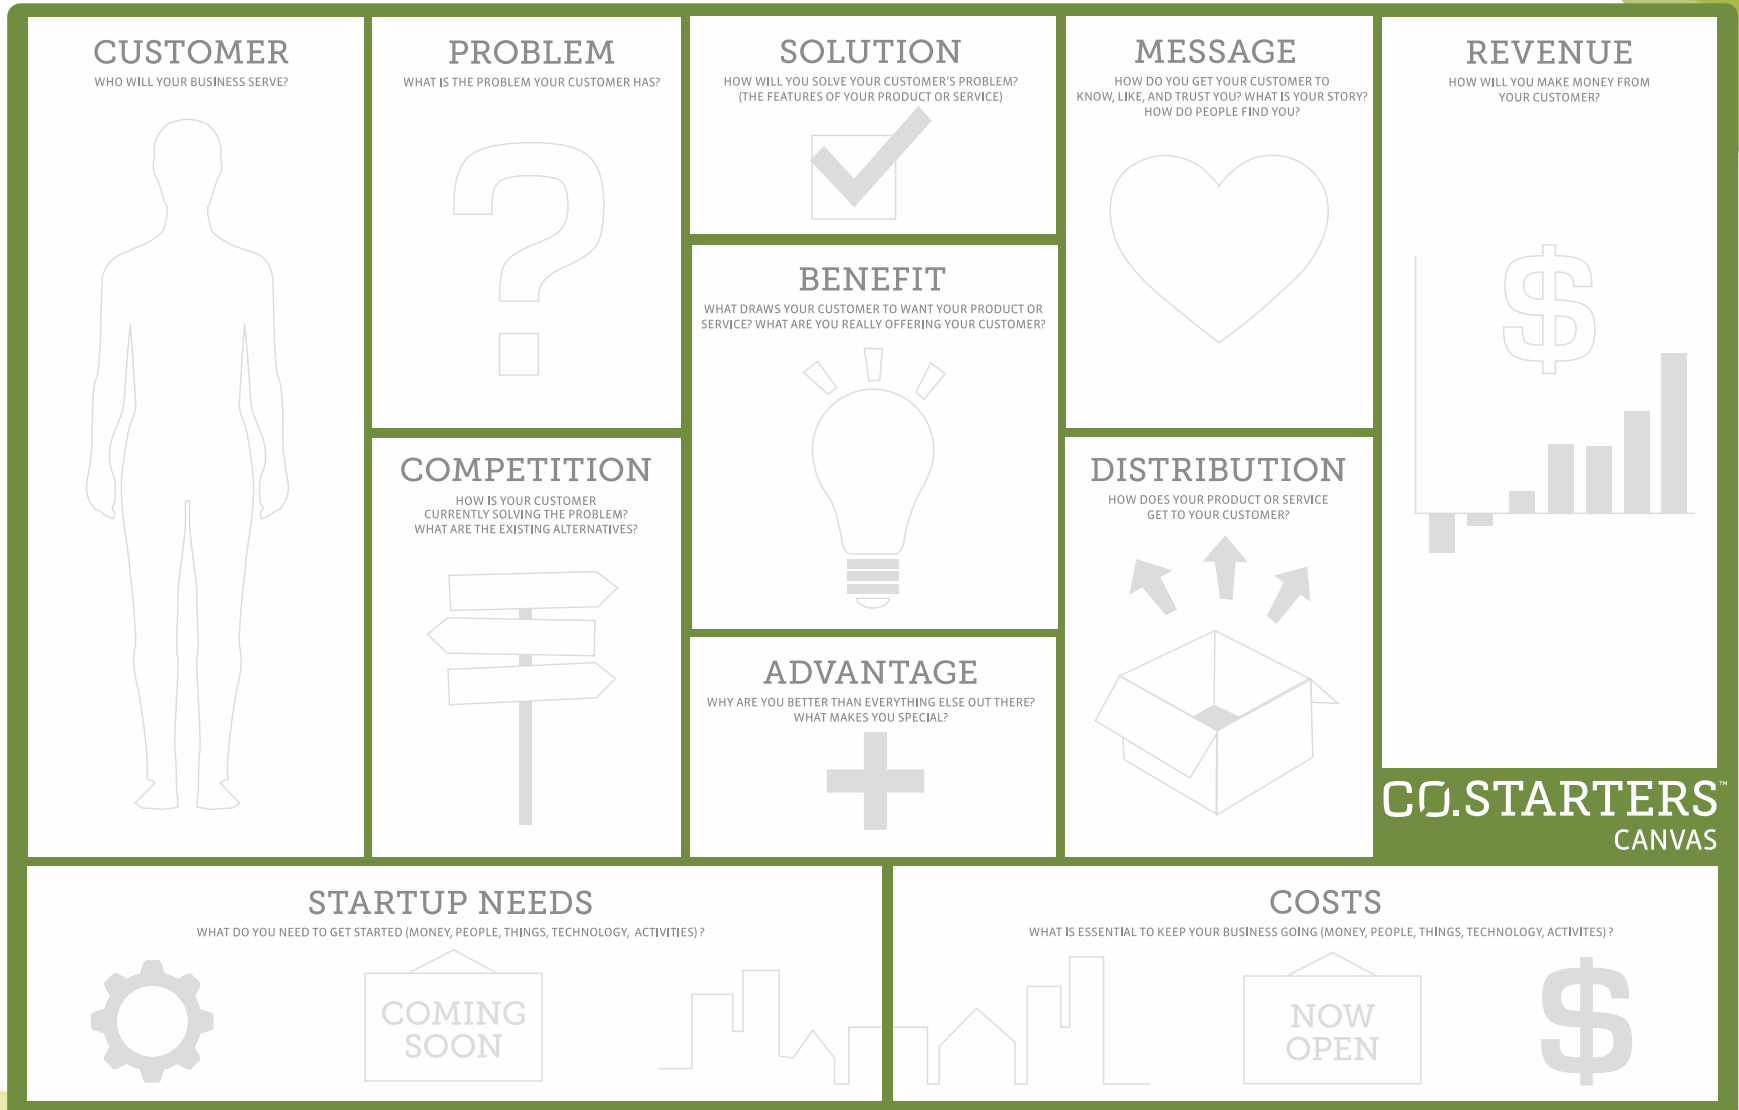 CUSTOMER
WHO WILL YOUR BUSINESS SERVE?
PROBLEM
WHAT IS THE PROBLEM YOUR CUSTOMER HAS?
COMPETITION
HOW IS YOUR CUSTOMER
CURRENTLY SOLVING THE PROBLEM?
WHAT ARE THE EXISTING ALTERNATIVES?
SOLUTION
HOW WILL YOU SOLVE YOUR CUSTOMER'S PROBLEM?
(THE FEATURES OF YOUR PRODUCT OR SERVICE)
BENEFIT
WHAT DRAWS YOUR CUSTOMER TO WANT YOUR PRODUCT OR
SERVICE? WHAT ARE YOU REALLY OFFERING YOUR CUSTOMER?
ADVANTAGE
WHY ARE YOU BETTER THAN EVERYTHING ELSE OUT THERE?
WHAT MAKES YOU SPECIAL?
MESSAGE
HOW DO YOU GET YOUR CUSTOMER TO
KNOW, LIKE, AND TRUST YOU? WHAT IS YOUR STORY?
HOW DO PEOPLE FIND YOU?
DISTRIBUTION
HOW DOES YOUR PRODUCT OR SERVICE
GET TO YOUR CUSTOMER?
REVENUE
HOW WILL YOU MAKE MONEY FROM
YOUR CUSTOMER?
$
CO.STARTERS™
CANVAS
STARTUP NEEDS
WHAT DO YOU NEED TO GET STARTED (MONEY, PEOPLE, THINGS, TECHNOLOGY, ACTIVITIES) ?
COMING
SOON
COSTS
WHAT IS ESSENTIAL TO KEEP YOUR BUSINESS GOING (MONEY, PEOPLE, THINGS, TECHNOLOGY, ACTIVITES) ?
NOW
OPEN
$